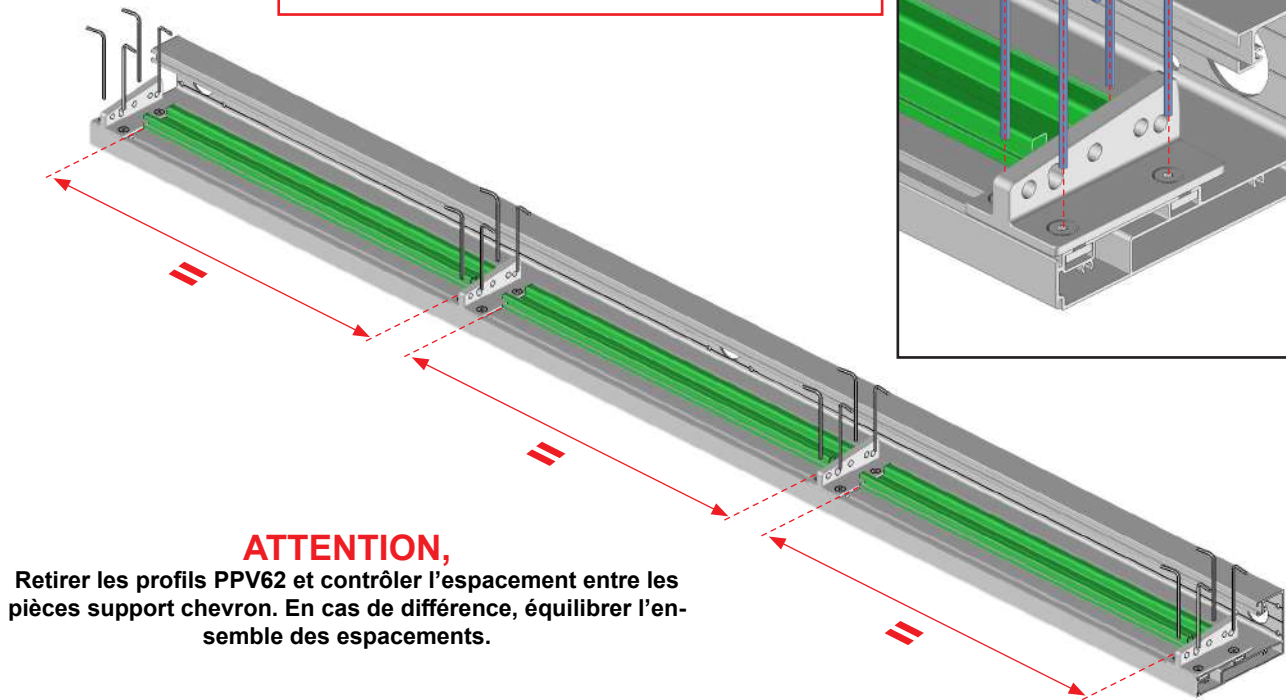 ATTENTION,
Retirer les profils PPV62 et contrôler l’espacement entre les
pièces support chevron. En cas de différence, équilibrer l’en-
semble des espacements.